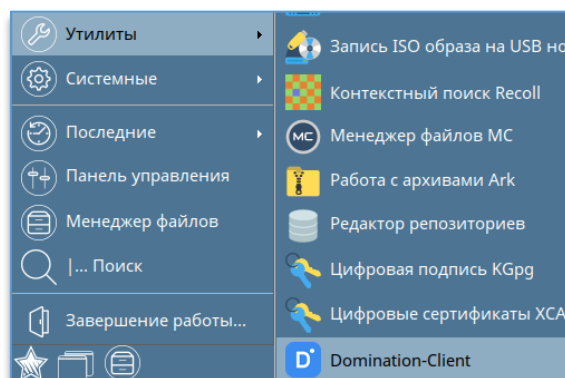 Утилиты
Системные
Последние
Панель управления
Менеджер файлов
|... Поиск
Завершение работы...
Запись ISO образа на USB но
Контекстный поиск Recoll
MC Менеджер файлов MC
Работа с архивами Ark
Редактор репозиториев
Цифровая подпись KGpg
Цифровые сертификаты XCA
D Domination-Client